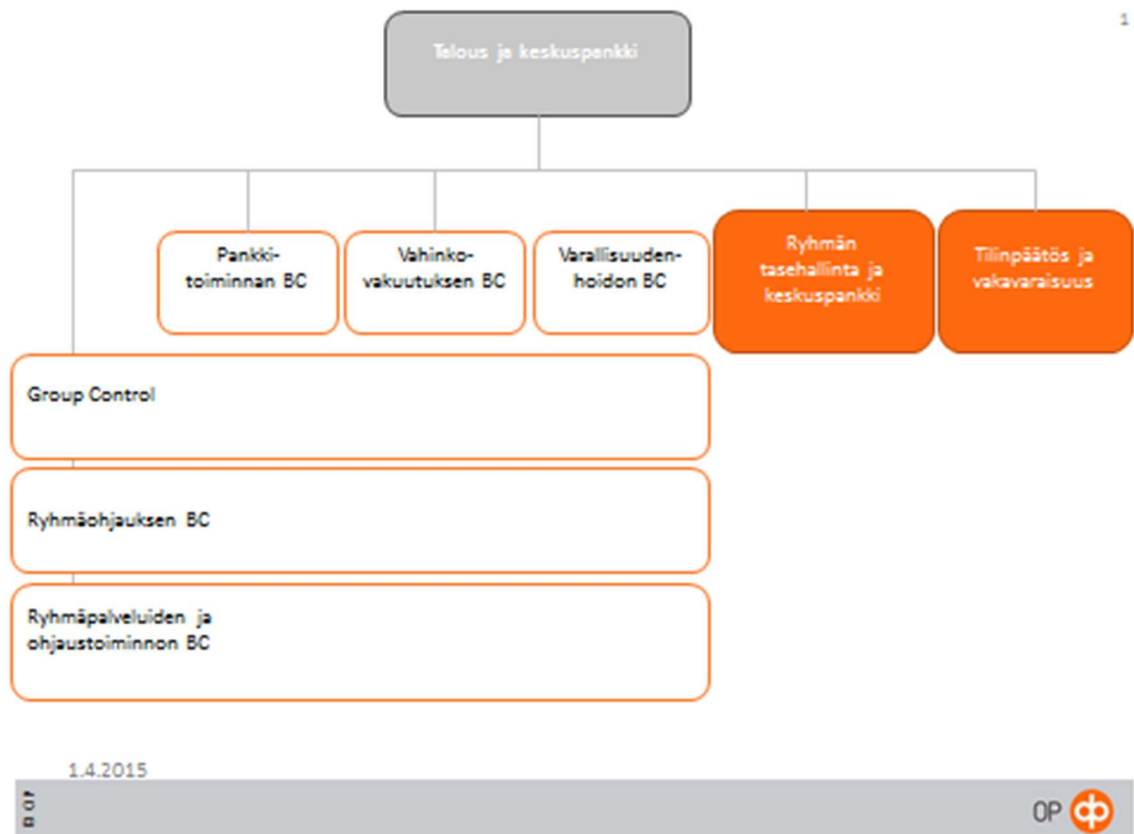 1
Talous ja keskuspankki
Pankki-
toiminnan BC
Vahinko-
vakuutuksen BC
Varallisuuden-
hoidon BC
Ryhmän
tasehallinta ja
keskuspankki
Tilinpäätös ja
vakavaraisuus
Group Control
Ryhmäohjauksen BC
Ryhmäpalveluiden ja
ohjaustoiminnon BC
1.4.2015
OP